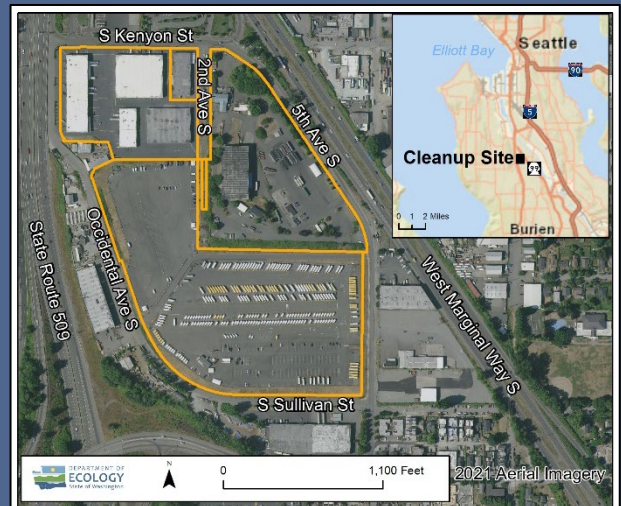 S Kenyon St
2nd Ave S
5th Ave S
State Route 509
Occidental Ave S
West Marginal Way S
S Sullivan St
Elliott Bay
Seattle
90
5
Cleanup Site
99
0 1 2 Miles
Burien
DEPARTMENT OF
ECOLOGY
State of Washington
N
0 1,100 Feet
2021 Aerial Imagery